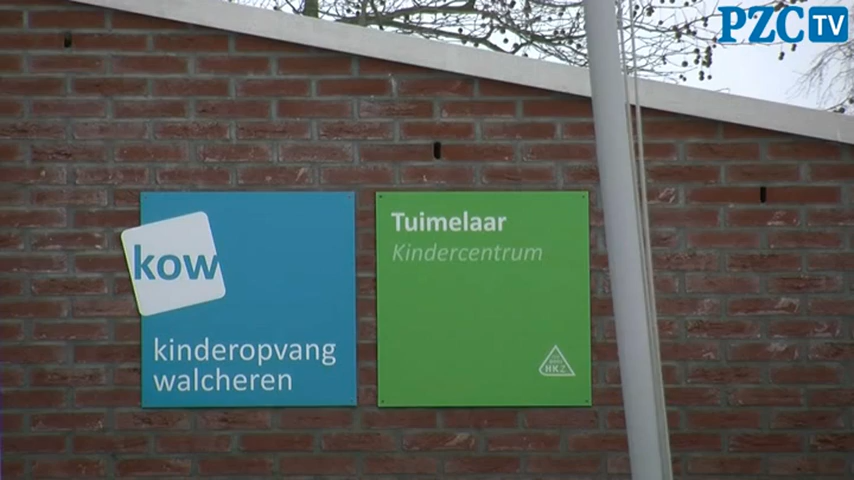 PZC TV
kow
kinderopvang
walcheren
Tuimelaar
Kindercentrum
HKZ